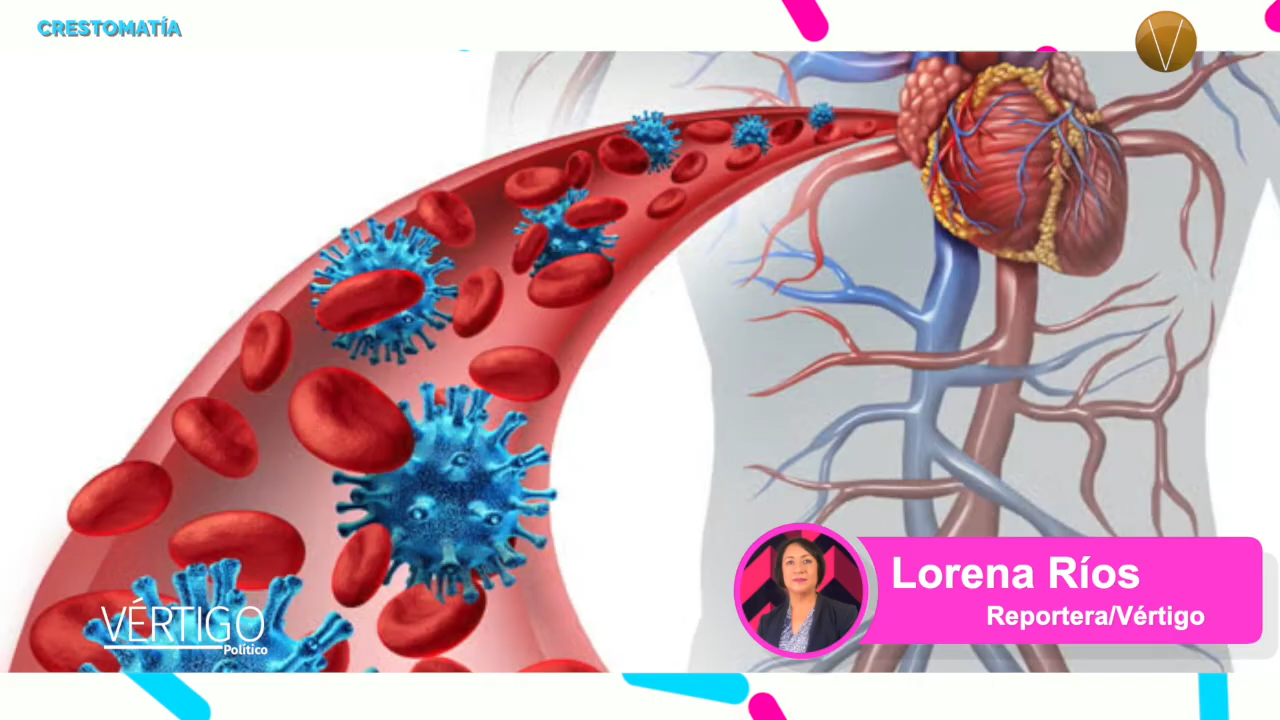 CRESTOMATÍA
V
Lorena Ríos
Reportera/Vértigo
VÉRTIGO
Político